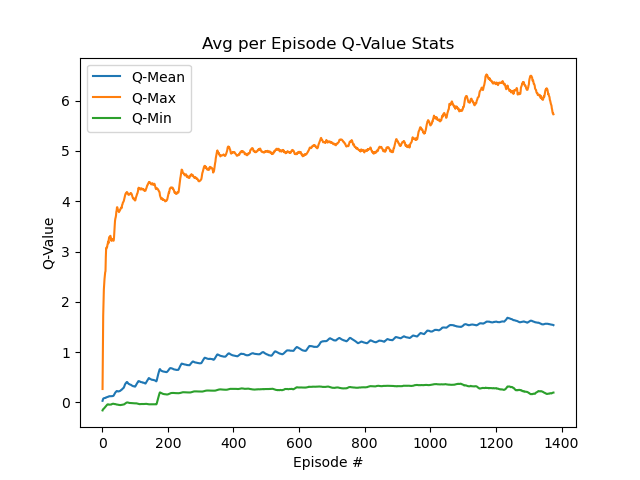 Avg per Episode Q-Value Stats
Q-Mean
Q-Max
Q-Min
Q-Value
6
5
4
3
2
1
0
0 200 400 600 800 1000 1200 1400
Episode #